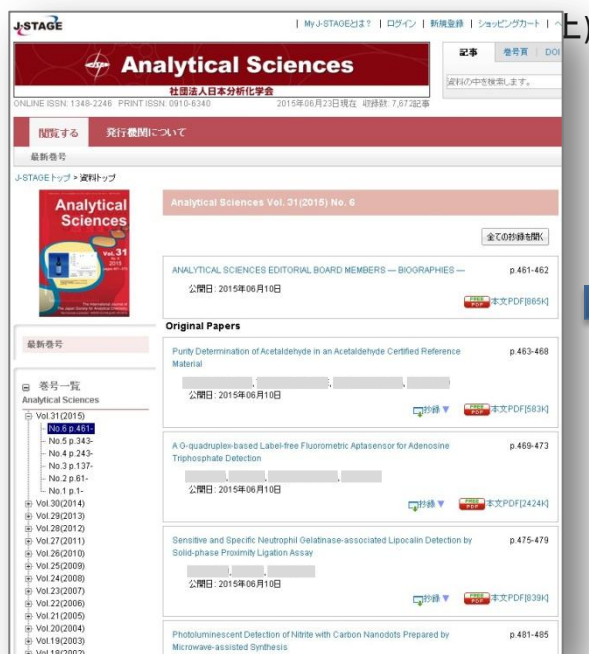 J-STAGE
| My J-STAGEとは？ | ログイン | 新規登録 | ショッピングカート |
上)
Analytical Sciences
社団法人日本分析化学会
記事 巻号頁 DOI
資料の中を検索します。
ONLINE ISSN: 1348-2246 PRINT ISSN: 0910-6340
2015年06月23日現在 収録数: 7,672記事
閲覧する 発行機関について
最新巻号
J-STAGEトップ > 資料トップ
Analytical Sciences
Vol. 31
2015
Analytical Sciences Vol. 31(2015) No. 6
全ての抄録を開く
ANALYTICAL SCIENCES EDITORIAL BOARD MEMBERS — BIOGRAPHIES — p.461-462
公開日: 2015年06月10日
FREE PDF 本文PDF[865K]
Original Papers
Purity Determination of Acetaldehyde in an Acetaldehyde Certified Reference p.463-468
Material
公開日: 2015年06月10日
抄録 ▼ FREE PDF 本文PDF[583K]
A G-quadruplex-based Label-free Fluorometric Aptasensor for Adenosine p.469-473
Triphosphate Detection
公開日: 2015年06月10日
抄録 ▼ FREE PDF 本文PDF[2424K]
Sensitive and Specific Neutrophil Gelatinase-associated Lipocalin Detection by p.475-479
Solid-phase Proximity Ligation Assay
公開日: 2015年06月10日
抄録 ▼ FREE PDF 本文PDF[839K]
Photoluminescent Detection of Nitrite with Carbon Nanodots Prepared by p.481-485
Microwave-assisted Synthesis
最新巻号
巻号一覧
Analytical Sciences
Vol.31(2015)
No.6 p.461-
No.5 p.343-
No.4 p.243-
No.3 p.137-
No.2 p.61-
No.1 p.1-
Vol.30(2014)
Vol.29(2013)
Vol.28(2012)
Vol.27(2011)
Vol.26(2010)
Vol.25(2009)
Vol.24(2008)
Vol.23(2007)
Vol.22(2006)
Vol.21(2005)
Vol.20(2004)
Vol.19(2003)
Vol.18(2002)